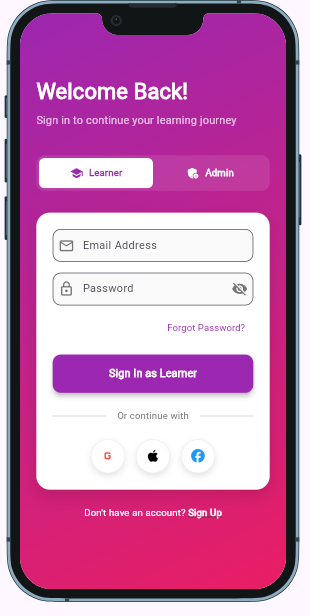 Welcome Back!
Sign in to continue your learning journey
Learner
Admin
Email Address
Password
Forgot Password?
Sign In as Learner
Or continue with
G
Don't have an account? Sign Up